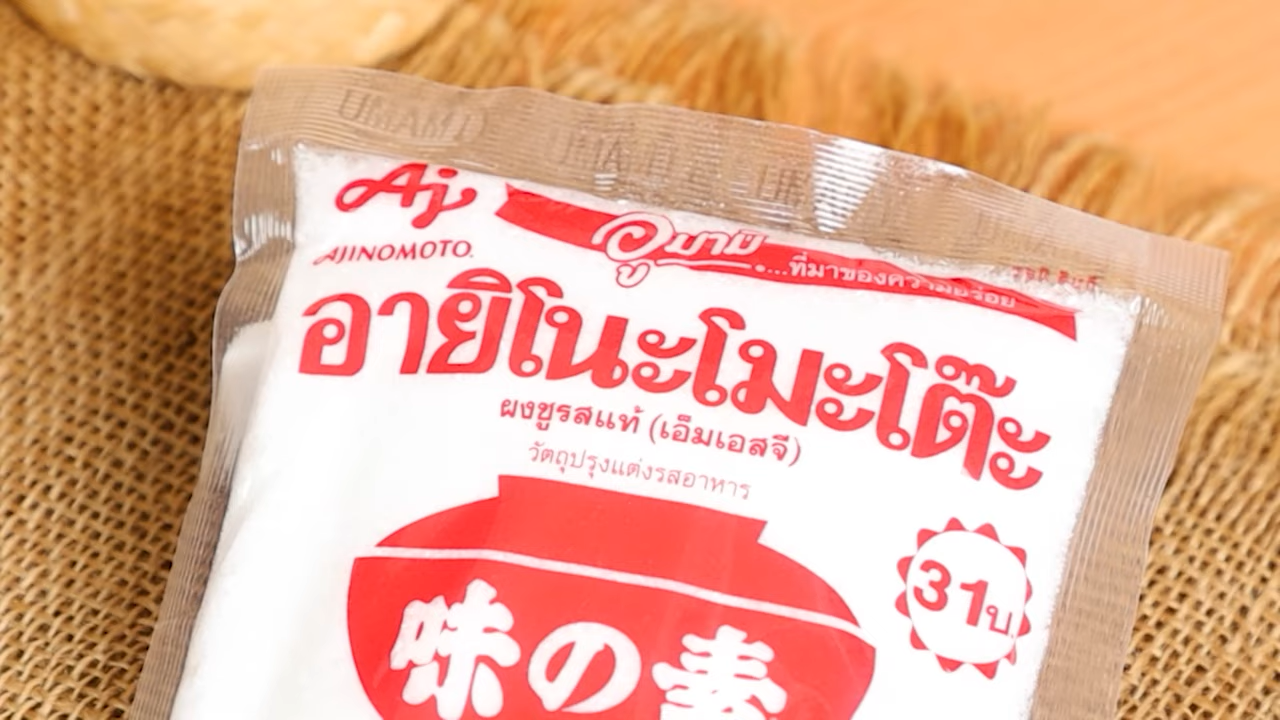 UMAMI
Aj
AJINOMOTO.
อูมามิ
....ที่มาของความอร่อย
อายิโนะโมะโต๊ะ
ผงชูรสแท้ (เอ็มเอสจี)
วัตถุปรุงแต่งรสอาหาร
31บ
味の素